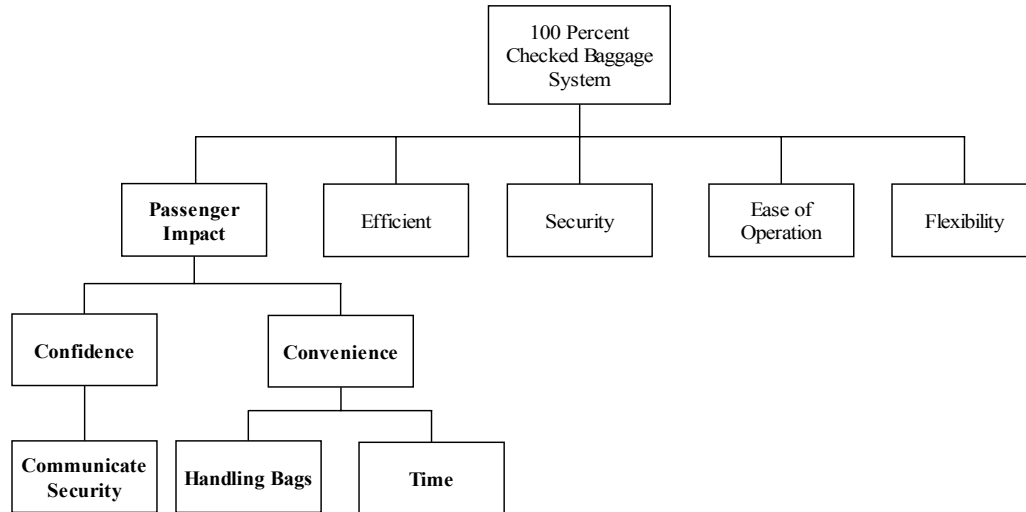 100 Percent
Checked Baggage
System
Passenger
Impact
Efficient
Security
Ease of
Operation
Flexibility
Confidence
Convenience
Communicate
Security
Handling Bags
Time